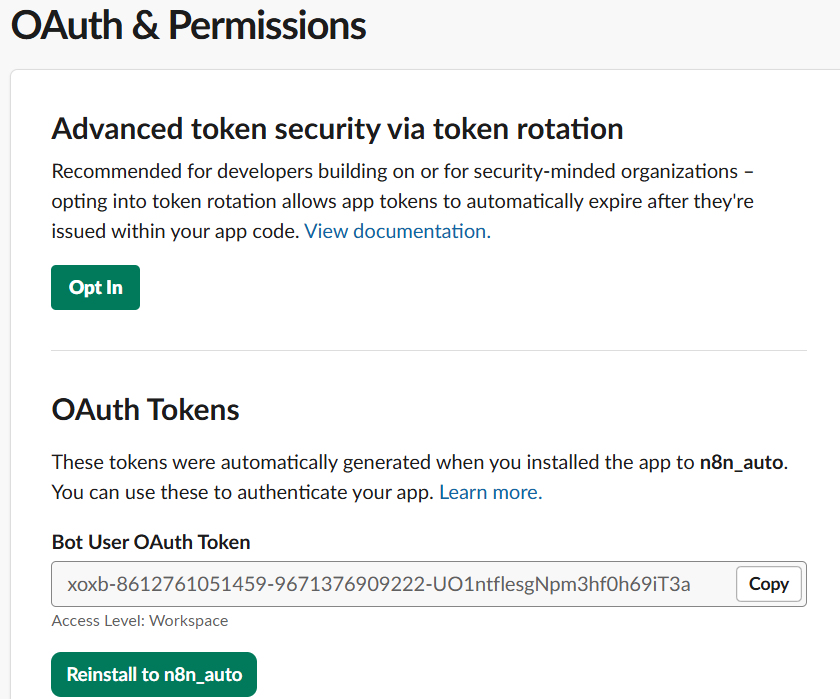 OAuth & Permissions
Advanced token security via token rotation
Recommended for developers building on or for security-minded organizations –
opting into token rotation allows app tokens to automatically expire after they're
issued within your app code. View documentation.
Opt In
OAuth Tokens
These tokens were automatically generated when you installed the app to n8n_auto.
You can use these to authenticate your app. Learn more.
Bot User OAuth Token
xoxb-8612761051459-9671376909222-UO1ntflesgNpm3hf0h69iT3a Copy
Access Level: Workspace
Reinstall to n8n_auto